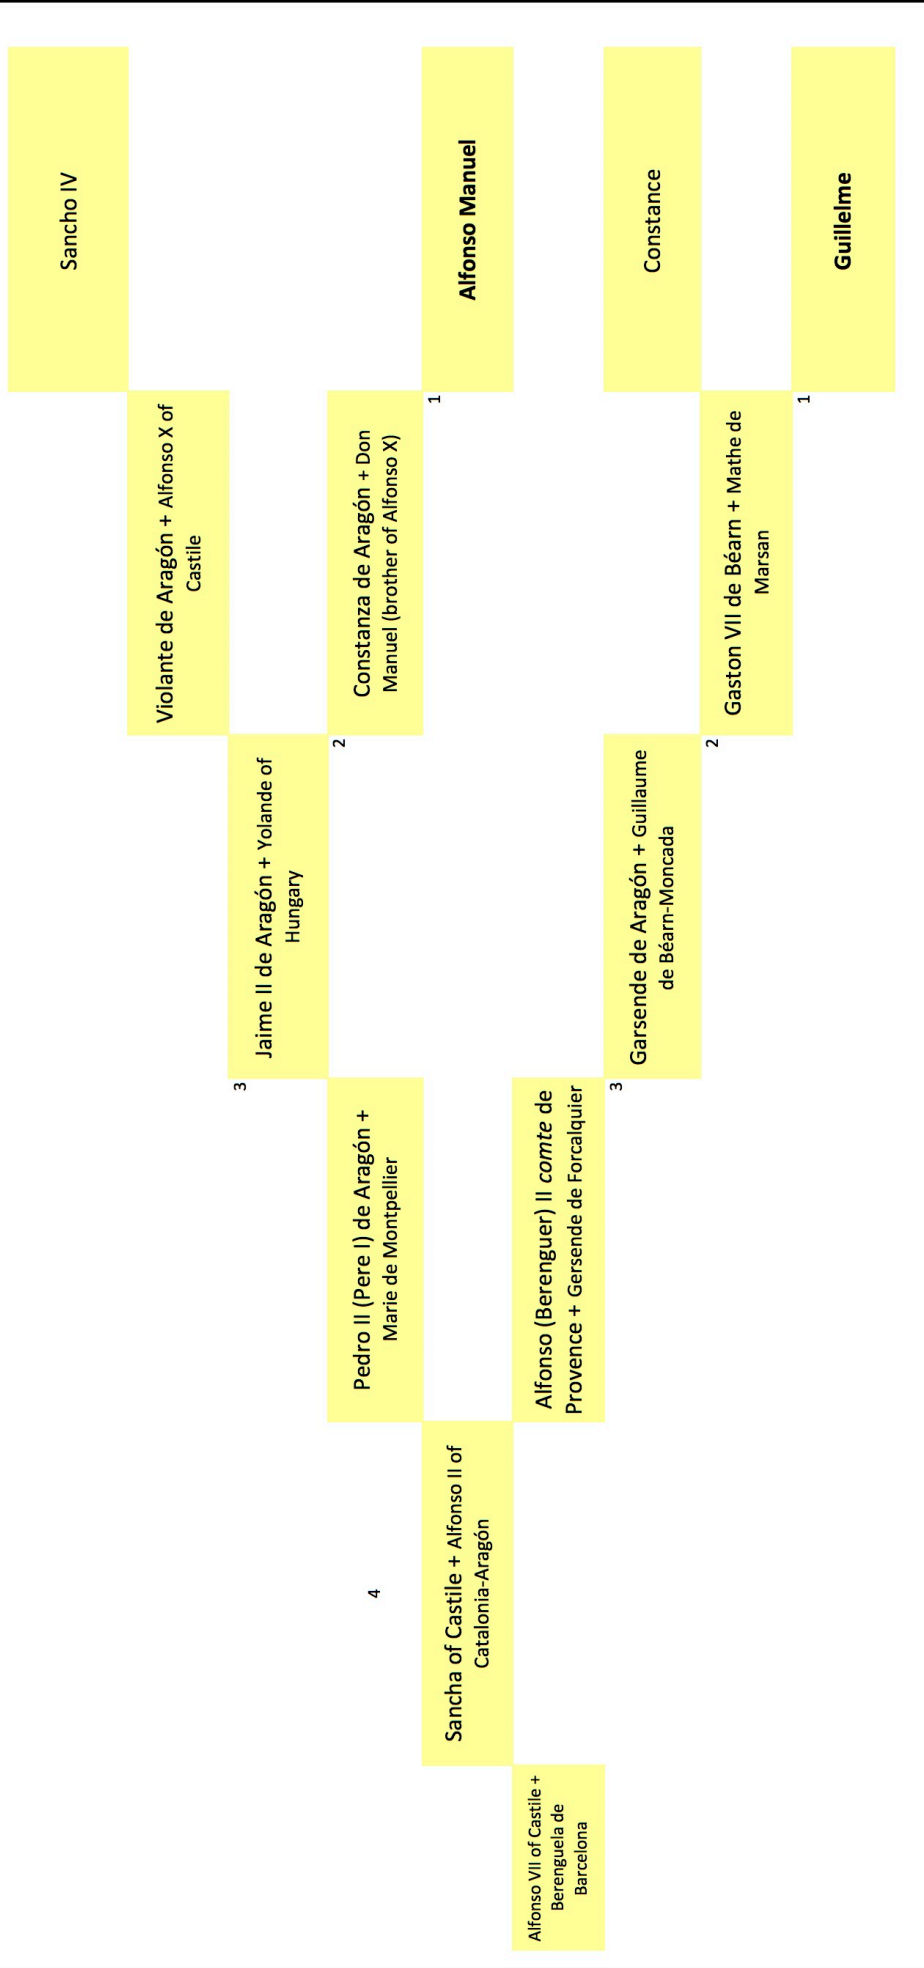 Alfonso VII of Castile +
Berenguela de
Barcelona
4
Sancha of Castile + Alfonso II of
Catalonia-Aragón
3
Pedro II (Pere I) de Aragón +
Marie de Montpellier
Alfonso (Berenguer) II comte de
Provence + Gersende de Forcalquier
3
Jaime II de Aragón + Yolande of
Hungary
2
Garsende de Aragón + Guillaume
de Béarn-Moncada
2
Violante de Aragón + Alfonso X of
Castile
Constanza de Aragón + Don
Manuel (brother of Alfonso X)
1
Gaston VII de Béarn + Mathe de
Marsan
1
Sancho IV
Alfonso Manuel
Constance
Guillelme